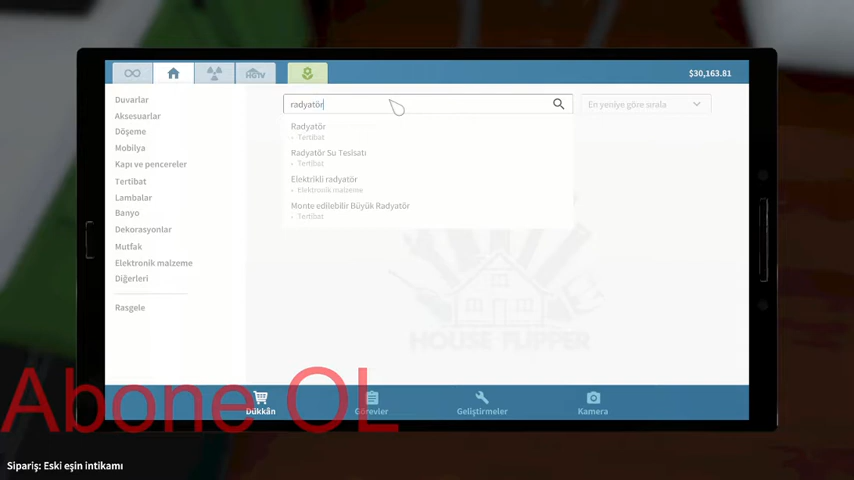 HGTV
$30,163.81
Duvarlar
Aksesuarlar
Döşeme
Mobilya
Kapı ve pencereler
Tertibat
Lambalar
Banyo
Dekorasyonlar
Mutfak
Elektronik malzeme
Diğerleri
Rasgele
radyatör
En yeniye göre sırala
Radyatör
- Tertibat
Radyatör Su Tesisatı
- Tertibat
Elektrikli radyatör
- Elektronik malzeme
Monte edilebilir Büyük Radyatör
- Tertibat
HOUSE FLIPPER
Abone OL
Dükkân
Görevler
Geliştirmeler
Kamera
Sipariş: Eski eşin intikamı